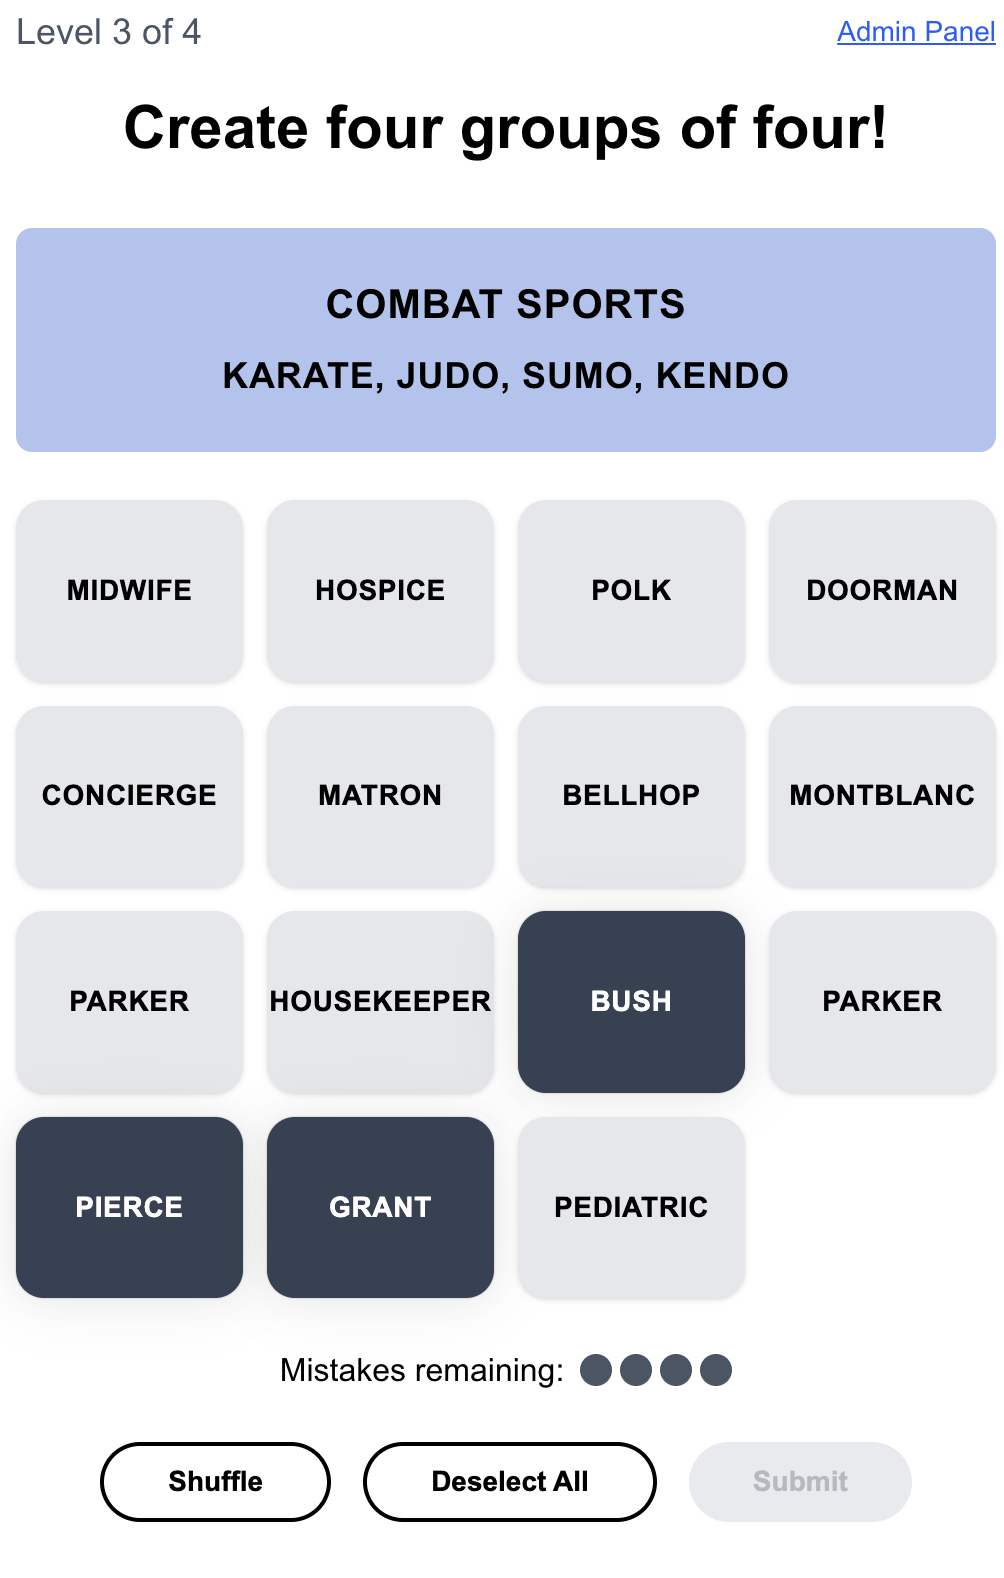 Level 3 of 4
Admin Panel
Create four groups of four!
COMBAT SPORTS
KARATE, JUDO, SUMO, KENDO
MIDWIFE
HOSPICE
POLK
DOORMAN
CONCIERGE
MATRON
BELLHOP
MONTBLANC
PARKER
HOUSEKEEPER
BUSH
PARKER
PIERCE
GRANT
PEDIATRIC
Mistakes remaining:
Shuffle
Deselect All
Submit